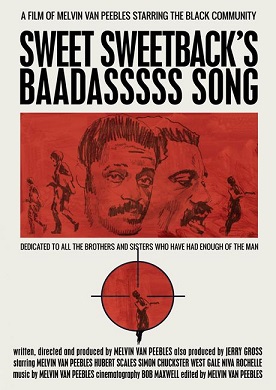 A FILM OF MELVIN VAN PEEBLES STARRING THE BLACK COMMUNITY
SWEET SWEETBACK'S
BAADASSSSS SONG
DEDICATED TO ALL THE BROTHERS AND SISTERS WHO HAVE HAD ENOUGH OF THE MAN
written, directed and produced by MELVIN VAN PEEBLES also produced by JERRY GROSS
starring MELVIN VAN PEEBLES HUBERT SCALES SIMON CHUCKSTER WEST GALE NIVA ROCHELLE
music by MELVIN VAN PEEBLES cinematography BOB MAXWELL edited by MELVIN VAN PEEBLES